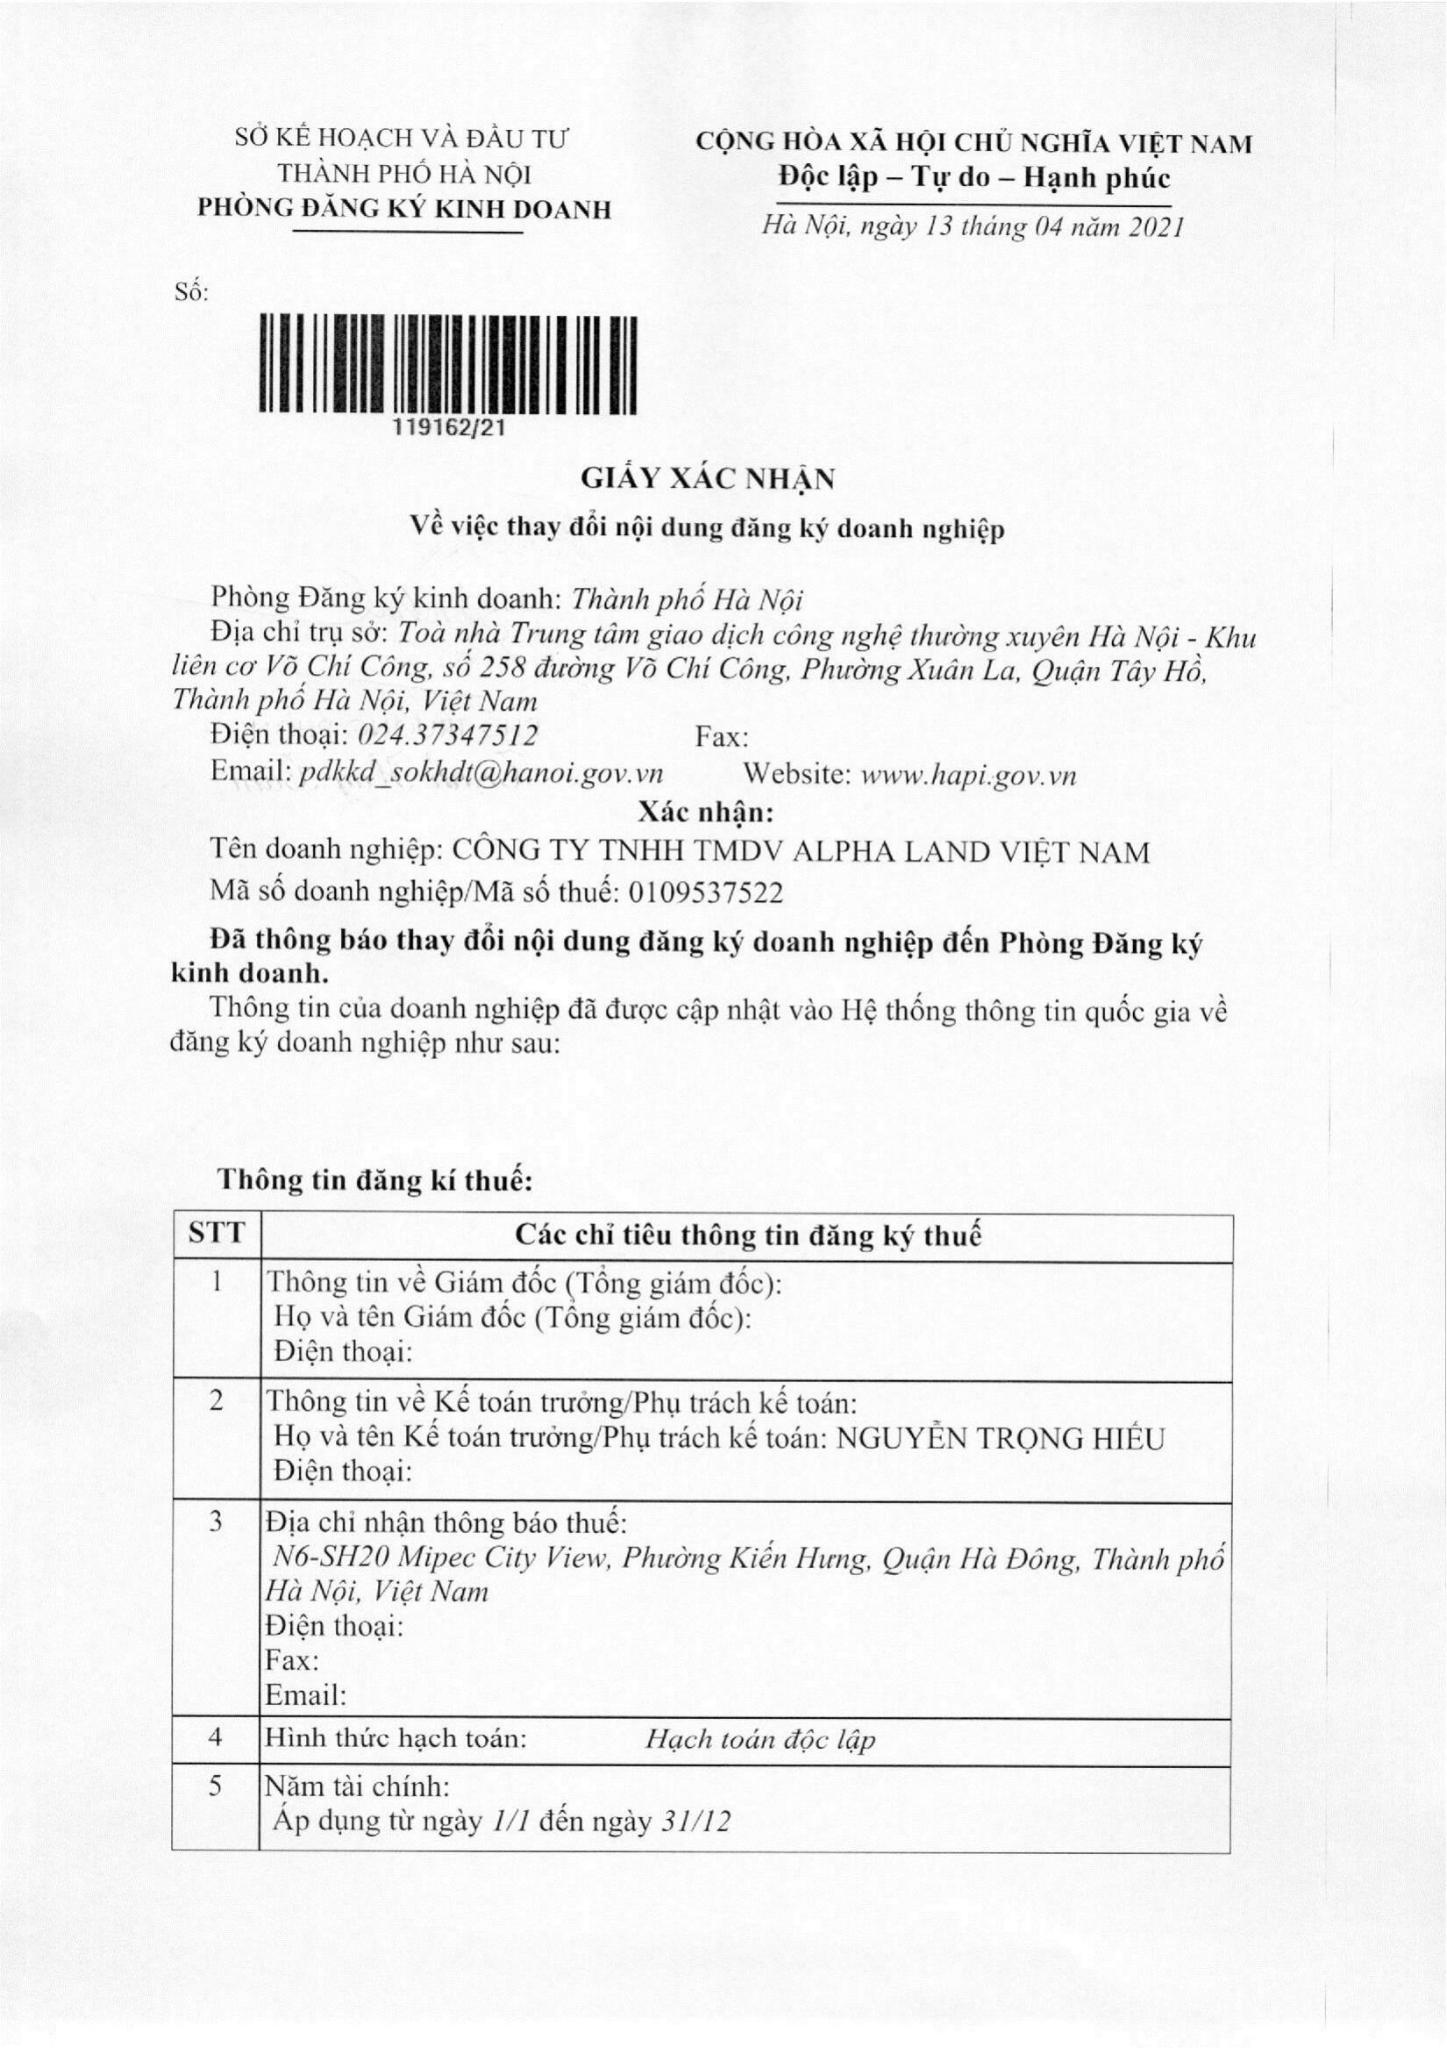 SỞ KẾ HOẠCH VÀ ĐẦU TƯ
THÀNH PHỐ HÀ NỘI
PHÒNG ĐĂNG KÝ KINH DOANH
CỘNG HÒA XÃ HỘI CHỦ NGHĨA VIỆT NAM
Độc lập – Tự do – Hạnh phúc
Hà Nội, ngày 13 tháng 04 năm 2021
Số:
119162/21
GIẤY XÁC NHẬN
Về việc thay đổi nội dung đăng ký doanh nghiệp
Phòng Đăng ký kinh doanh: Thành phố Hà Nội
Địa chỉ trụ sở: Toà nhà Trung tâm giao dịch công nghệ thường xuyên Hà Nội - Khu
liên cơ Võ Chí Công, số 258 đường Võ Chí Công, Phường Xuân La, Quận Tây Hồ,
Thành phố Hà Nội, Việt Nam
Điện thoại: 024.37347512 Fax:
Email: pdkkd_sokhdt@hanoi.gov.vn Website: www.hapi.gov.vn
Xác nhận:
Tên doanh nghiệp: CÔNG TY TNHH TMDV ALPHA LAND VIỆT NAM
Mã số doanh nghiệp/Mã số thuế: 0109537522
Đã thông báo thay đổi nội dung đăng ký doanh nghiệp đến Phòng Đăng ký
kinh doanh.
Thông tin của doanh nghiệp đã được cập nhật vào Hệ thống thông tin quốc gia về
đăng ký doanh nghiệp như sau:
Thông tin đăng kí thuế:
STT Các chỉ tiêu thông tin đăng ký thuế
1 Thông tin về Giám đốc (Tổng giám đốc):
Họ và tên Giám đốc (Tổng giám đốc):
Điện thoại:
2 Thông tin về Kế toán trưởng/Phụ trách kế toán:
Họ và tên Kế toán trưởng/Phụ trách kế toán: NGUYỄN TRỌNG HIẾU
Điện thoại:
3 Địa chỉ nhận thông báo thuế:
N6-SH20 Mipec City View, Phường Kiến Hưng, Quận Hà Đông, Thành phố
Hà Nội, Việt Nam
Điện thoại:
Fax:
Email:
4 Hình thức hạch toán: Hạch toán độc lập
5 Năm tài chính:
Áp dụng từ ngày 1/1 đến ngày 31/12